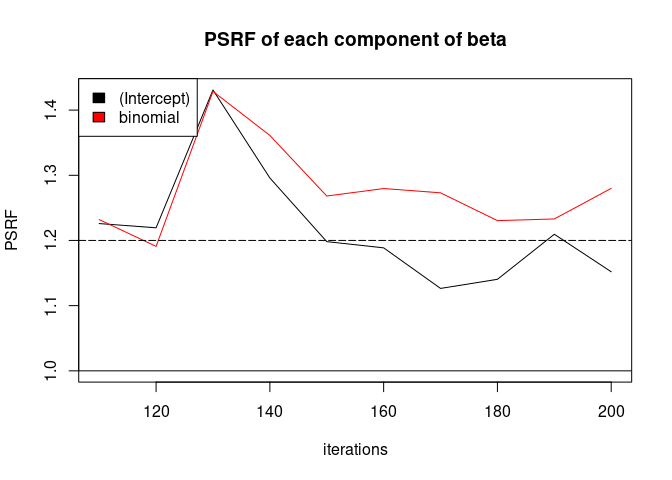 PSRF of each component of beta
(Intercept)
binomial
PSRF
1.4
1.3
1.2
1.1
1.0
120 140 160 180 200
iterations